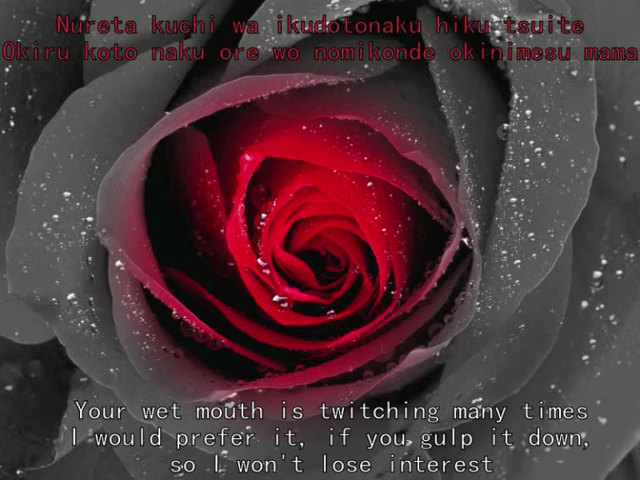 Nureta kuchi wa ikudotonaku hiku tsuite
Okiru koto naku ore wo nomikonde okinimesu mama
Your wet mouth is twitching many times
I would prefer it, if you gulp it down,
so I won't lose interest